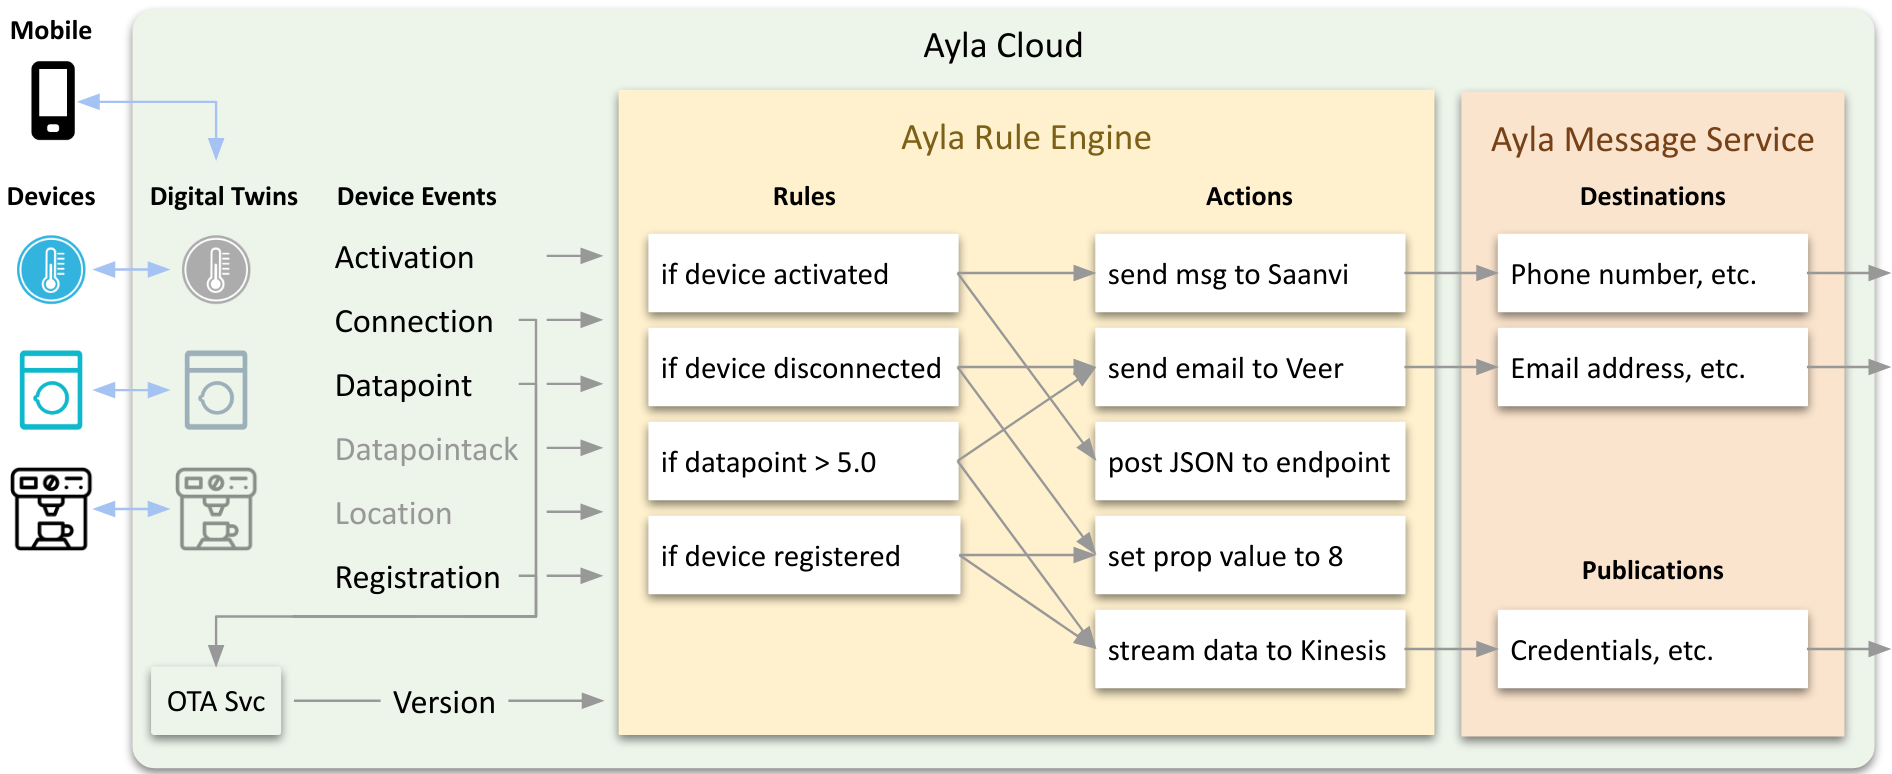 Mobile
Ayla Cloud
Ayla Rule Engine
Ayla Message Service
Devices
Digital Twins
Device Events
Rules
Actions
Destinations
Activation
Connection
Datapoint
Datapointack
Location
Registration
if device activated
if device disconnected
if datapoint > 5.0
if device registered
send msg to Saanvi
send email to Veer
post JSON to endpoint
set prop value to 8
stream data to Kinesis
Phone number, etc.
Email address, etc.
Publications
Credentials, etc.
OTA Svc
Version